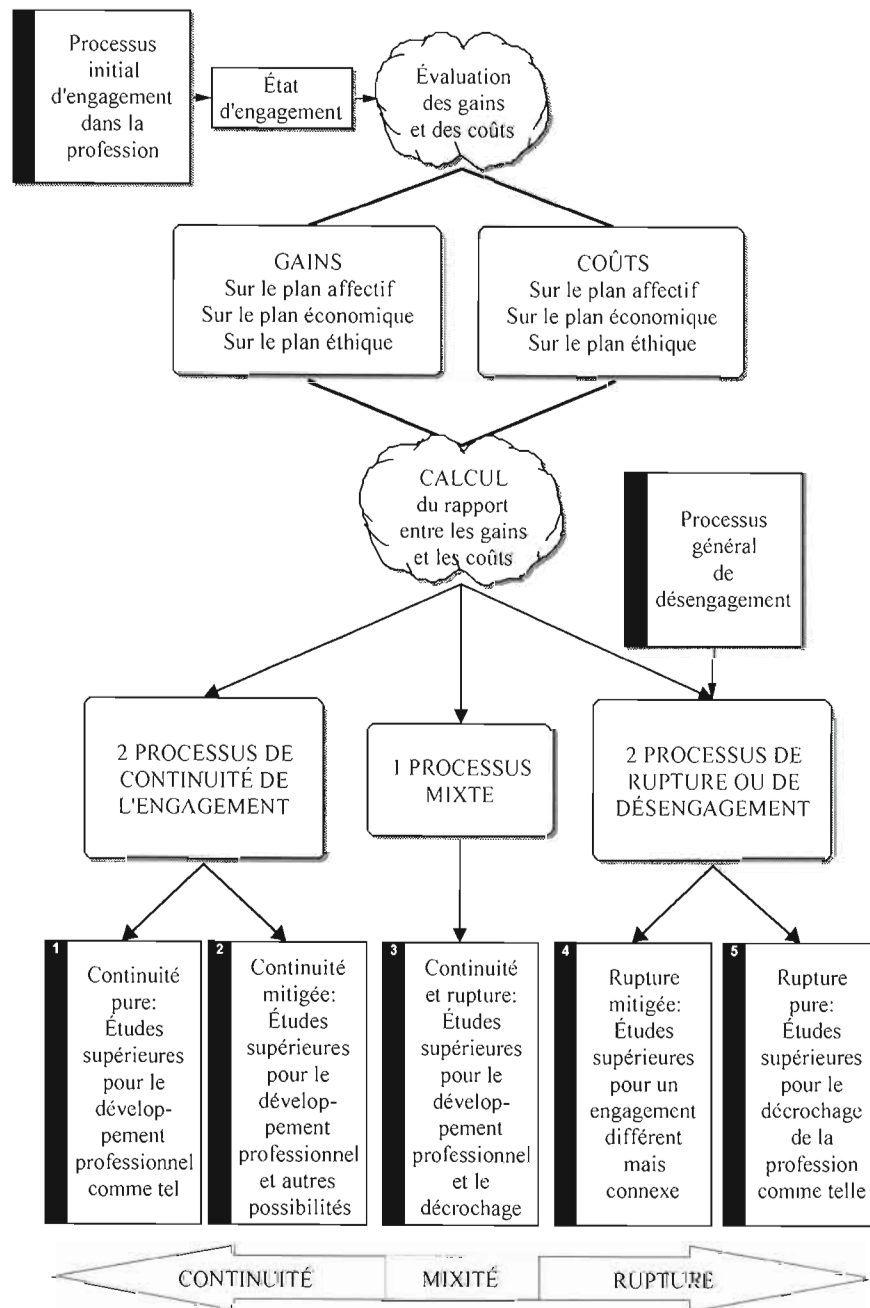 Processus
initial
d'engagement
dans la
profession
État
d'engagement
Évaluation
des gains
et des coûts
GAINS
Sur le plan affectif
Sur le plan économique
Sur le plan éthique
COÛTS
Sur le plan affectif
Sur le plan économique
Sur le plan éthique
CALCUL
du rapport
entre les gains
et les coûts
Processus
général
de
désengagement
2 PROCESSUS DE
CONTINUITÉ DE
L'ENGAGEMENT
1 PROCESSUS
MIXTE
2 PROCESSUS DE
RUPTURE OU DE
DÉSENGAGEMENT
1
Continuité
pure:
Études
supérieures
pour le
dévelop-
pement
professionnel
comme tel
2
Continuité
mitigée:
Études
supérieures
pour le
dévelop-
pement
professionnel
et autres
possibilités
3
Continuité
et rupture:
Études
supérieures
pour le
dévelop-
pement
professionnel
et le
décrochage
4
Rupture
mitigée:
Études
supérieures
pour un
engagement
différent
mais
connexe
5
Rupture
pure:
Études
supérieures
pour le
décrochage
de la
profession
comme telle
CONTINUITÉ MIXITÉ RUPTURE